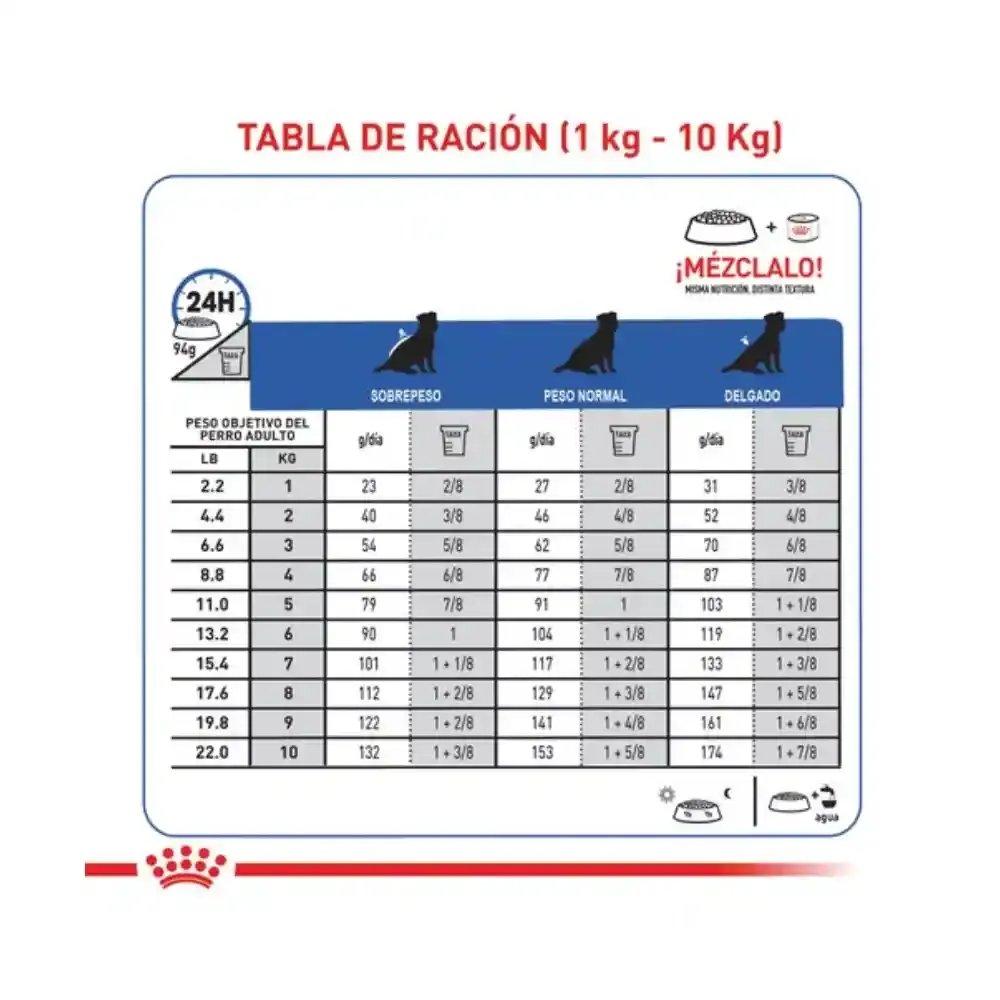 TABLA DE RACIÓN (1 kg - 10 Kg)
+
¡MÉZCLALO!
MISMA NUTRICIÓN, DISTINTA TEXTURA
24H
94g TAZA
SOBREPESO PESO NORMAL DELGADO
PESO OBJETIVO DEL
PERRO ADULTO
g/día TAZA g/día TAZA g/día TAZA
LB KG
2.2 1 23 2/8 27 2/8 31 3/8
4.4 2 40 3/8 46 4/8 52 4/8
6.6 3 54 5/8 62 5/8 70 6/8
8.8 4 66 6/8 77 7/8 87 7/8
11.0 5 79 7/8 91 1 103 1 + 1/8
13.2 6 90 1 104 1 + 1/8 119 1 + 2/8
15.4 7 101 1 + 1/8 117 1 + 2/8 133 1 + 3/8
17.6 8 112 1 + 2/8 129 1 + 3/8 147 1 + 5/8
19.8 9 122 1 + 2/8 141 1 + 4/8 161 1 + 6/8
22.0 10 132 1 + 3/8 153 1 + 5/8 174 1 + 7/8
+
agua